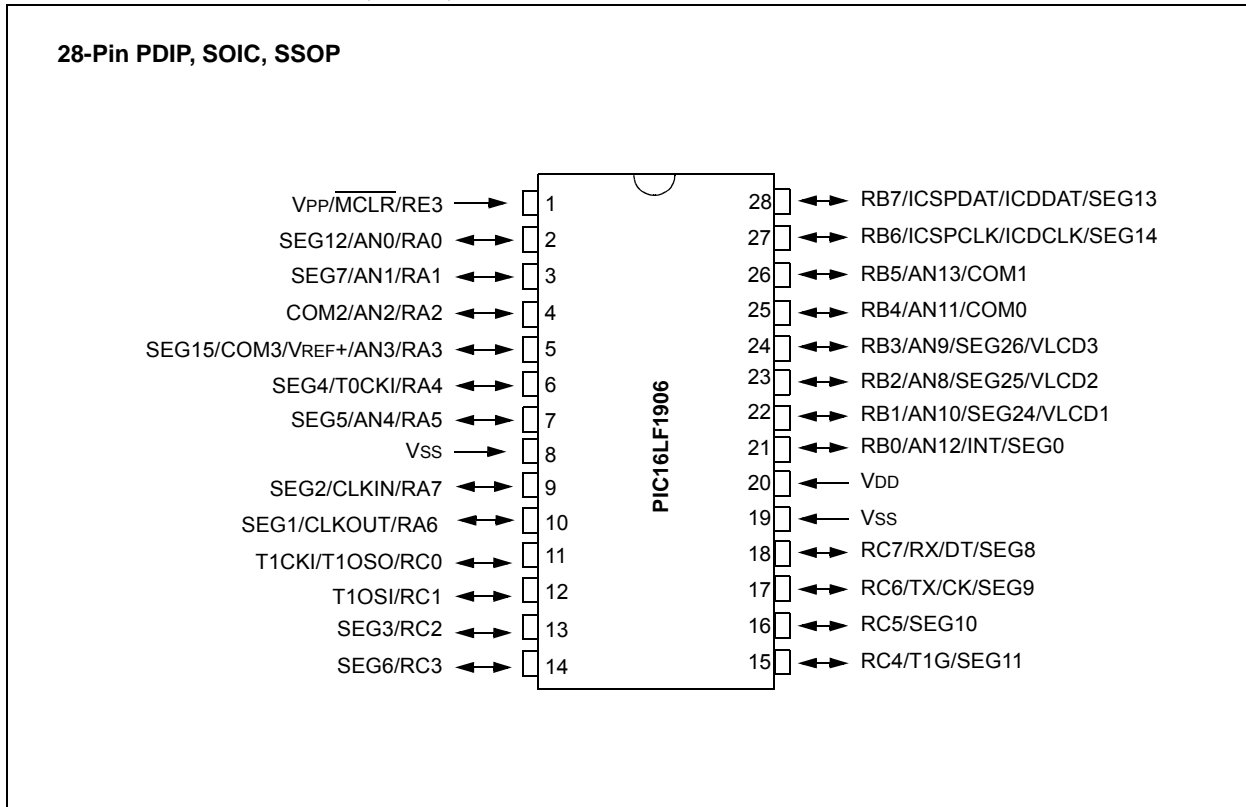 28-Pin PDIP, SOIC, SSOP
VPP/MCLR/RE3
1
28
RB7/ICSPDAT/ICDDAT/SEG13
SEG12/AN0/RA0
2
27
RB6/ICSPCLK/ICDCLK/SEG14
SEG7/AN1/RA1
3
26
RB5/AN13/COM1
COM2/AN2/RA2
4
25
RB4/AN11/COM0
SEG15/COM3/VREF+/AN3/RA3
5
24
RB3/AN9/SEG26/VLCD3
SEG4/T0CKI/RA4
6
23
RB2/AN8/SEG25/VLCD2
SEG5/AN4/RA5
7
22
RB1/AN10/SEG24/VLCD1
VSS
8
21
RB0/AN12/INT/SEG0
SEG2/CLKIN/RA7
9
20
VDD
SEG1/CLKOUT/RA6
10
19
VSS
T1CKI/T1OSO/RC0
11
18
RC7/RX/DT/SEG8
T1OSI/RC1
12
17
RC6/TX/CK/SEG9
SEG3/RC2
13
16
RC5/SEG10
SEG6/RC3
14
15
RC4/T1G/SEG11
PIC16LF1906